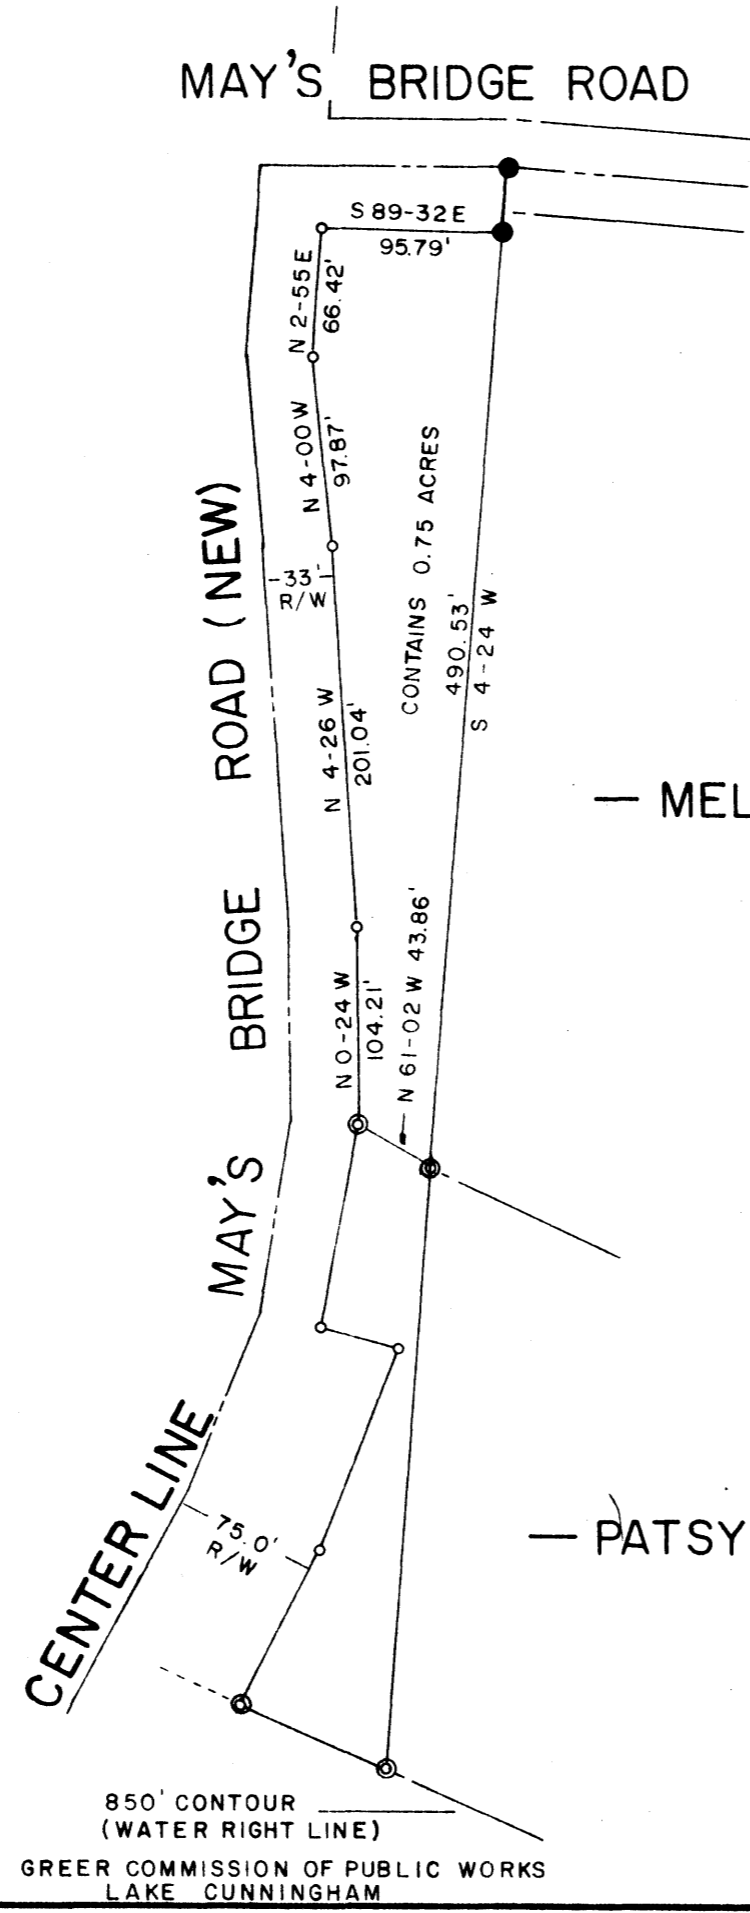 MAY'S BRIDGE ROAD
S 89-32 E
95.79'
N 2-55 E
66.42'
N 4-00 W
97.87'
-33'-
R/W
N 4-26 W
201.04'
CONTAINS 0.75 ACRES
490.53'
S 4-24 W
— MEL
N 0-24 W
104.21'
N 61-02 W 43.86'
MAY'S BRIDGE ROAD (NEW)
CENTER LINE
75.0'
R/W
— PATSY
850' CONTOUR
(WATER RIGHT LINE)
GREER COMMISSION OF PUBLIC WORKS
LAKE CUNNINGHAM